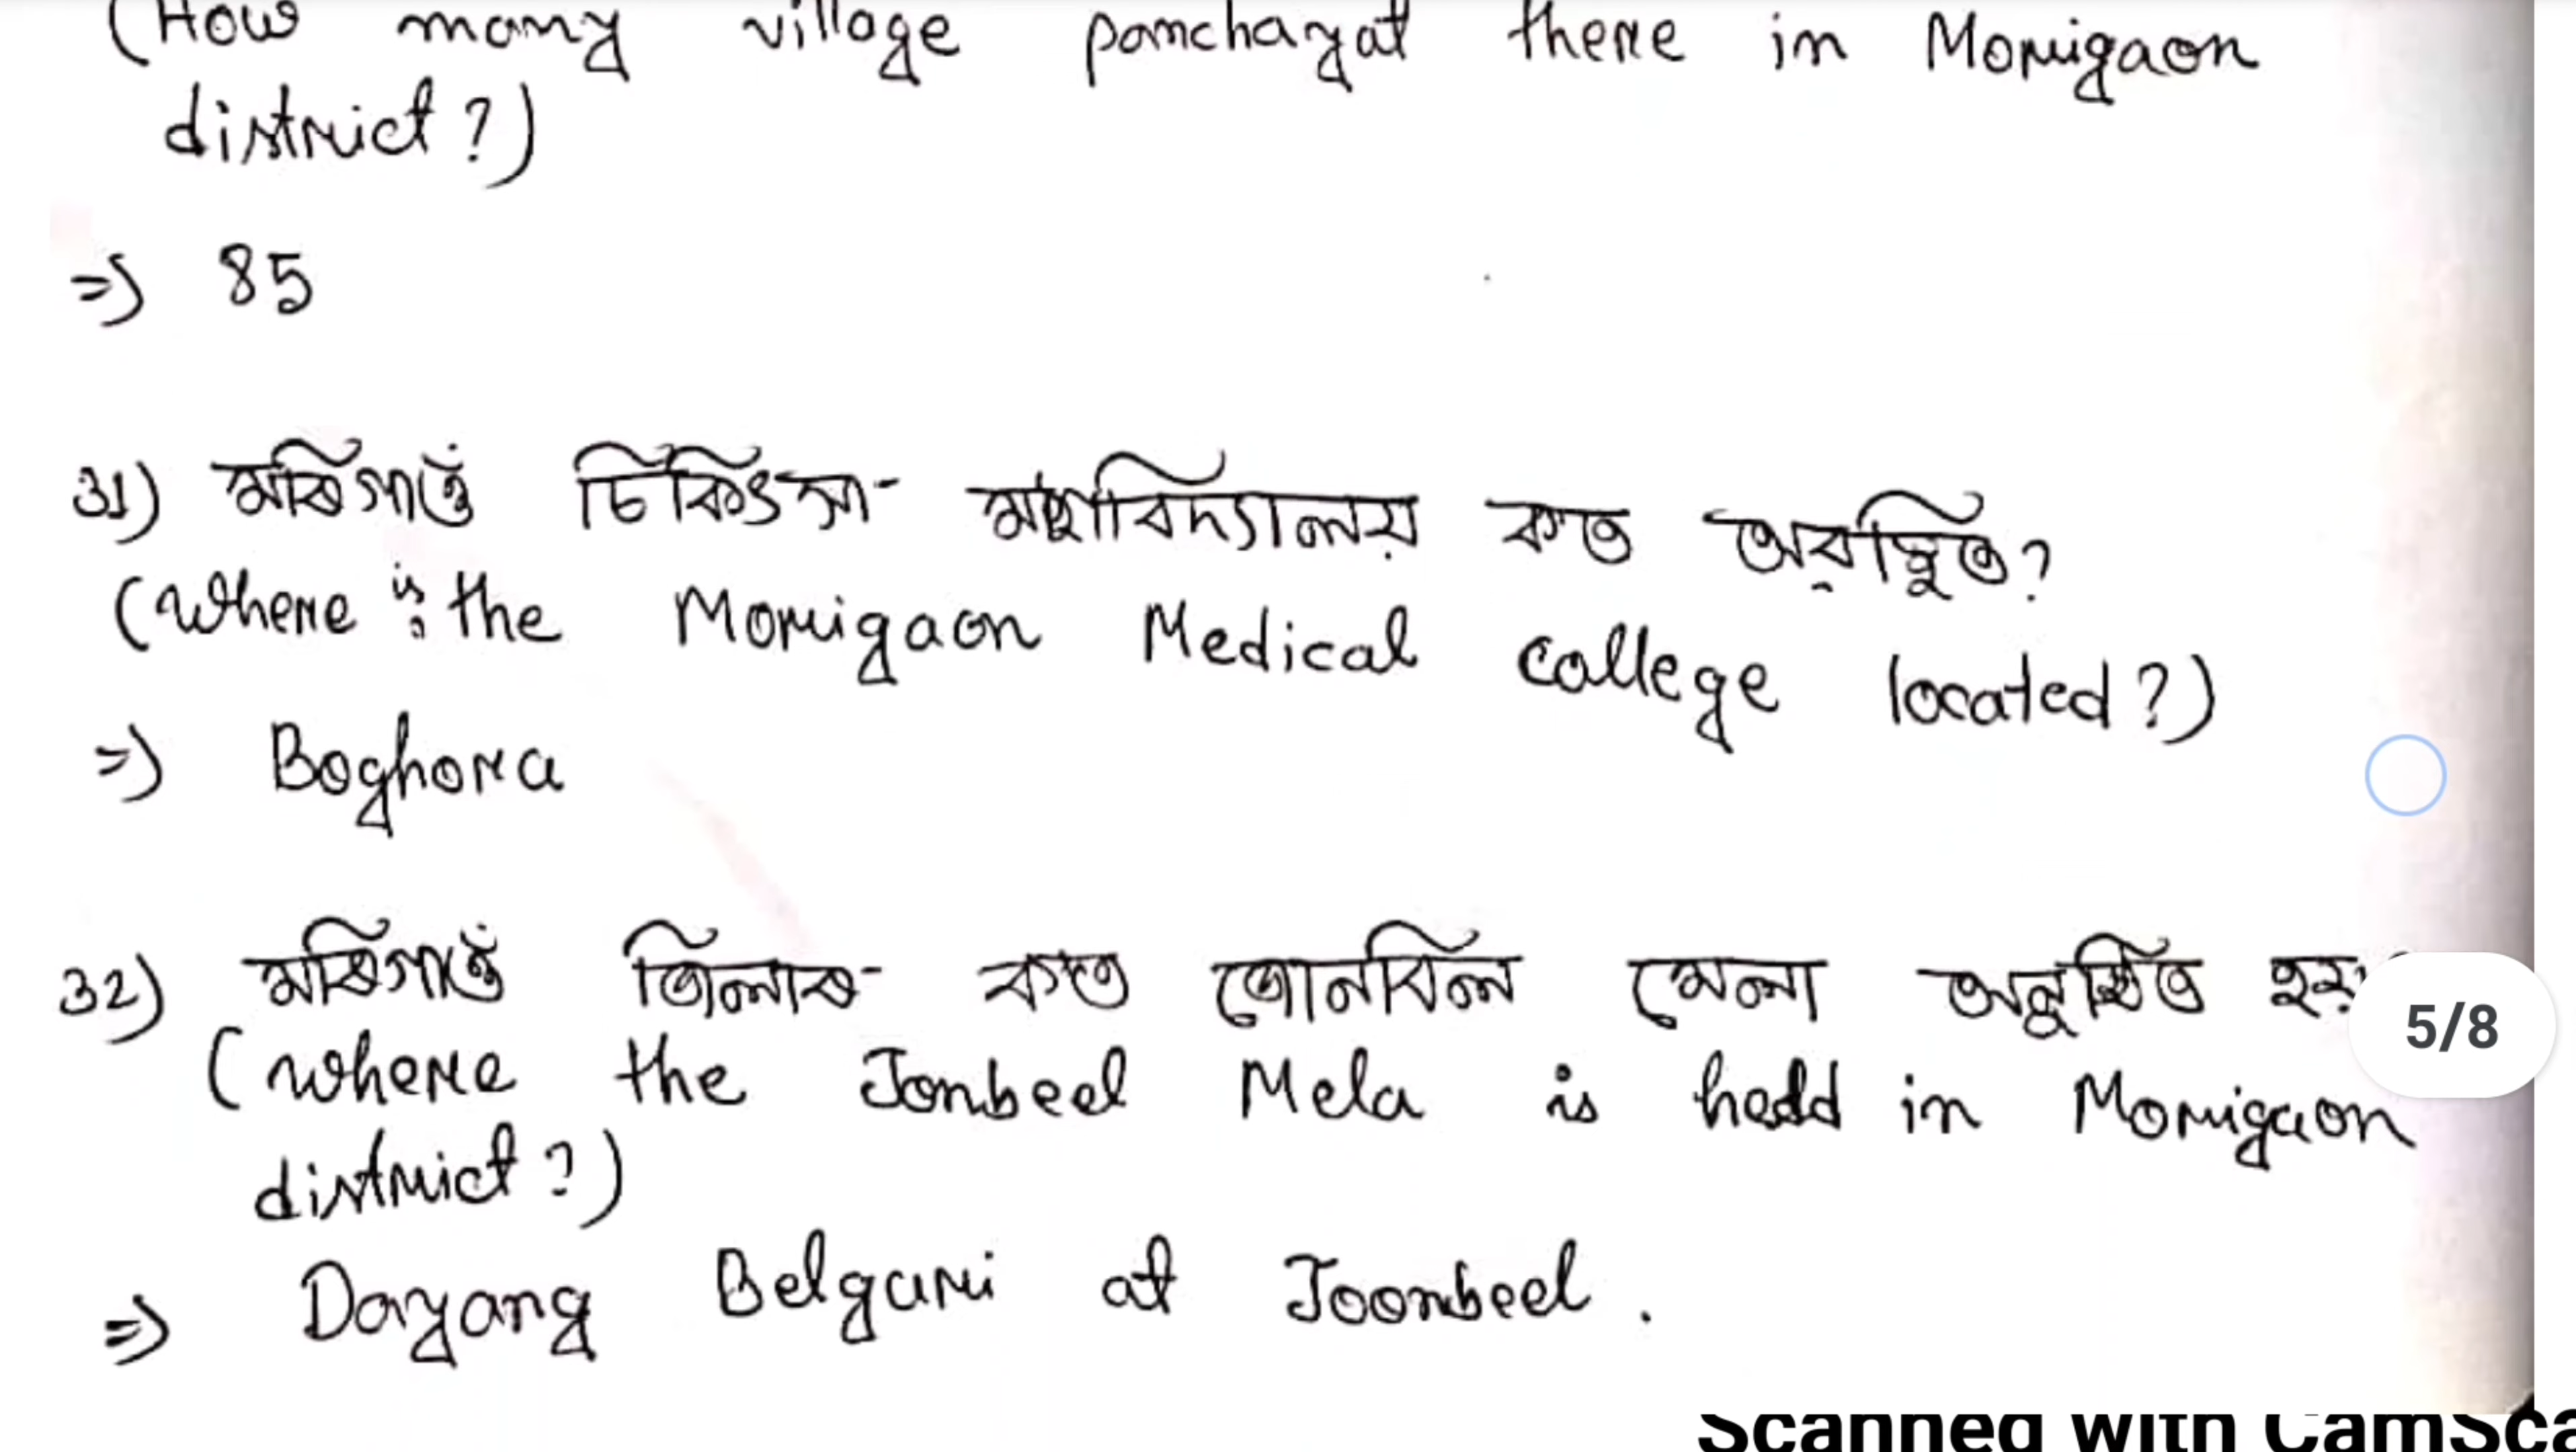 (How many village panchayat there in Morigaon
district?)
=> 85
31) মৰিগাওঁ চিকিৎসা মহাবিদ্যালয় ক'ত অৱস্থিত?
(Where is the Morigaon Medical college located?)
=> Boghora
32) মৰিগাওঁ জিলাৰ ক'ত জোনবিল মেলা অনুষ্ঠিত হয়
(where the Jonbeel Mela is held in Morigaon
district?)
5/8
=> Dayang Belguri at Joonbeel.
Scanned with CamSca